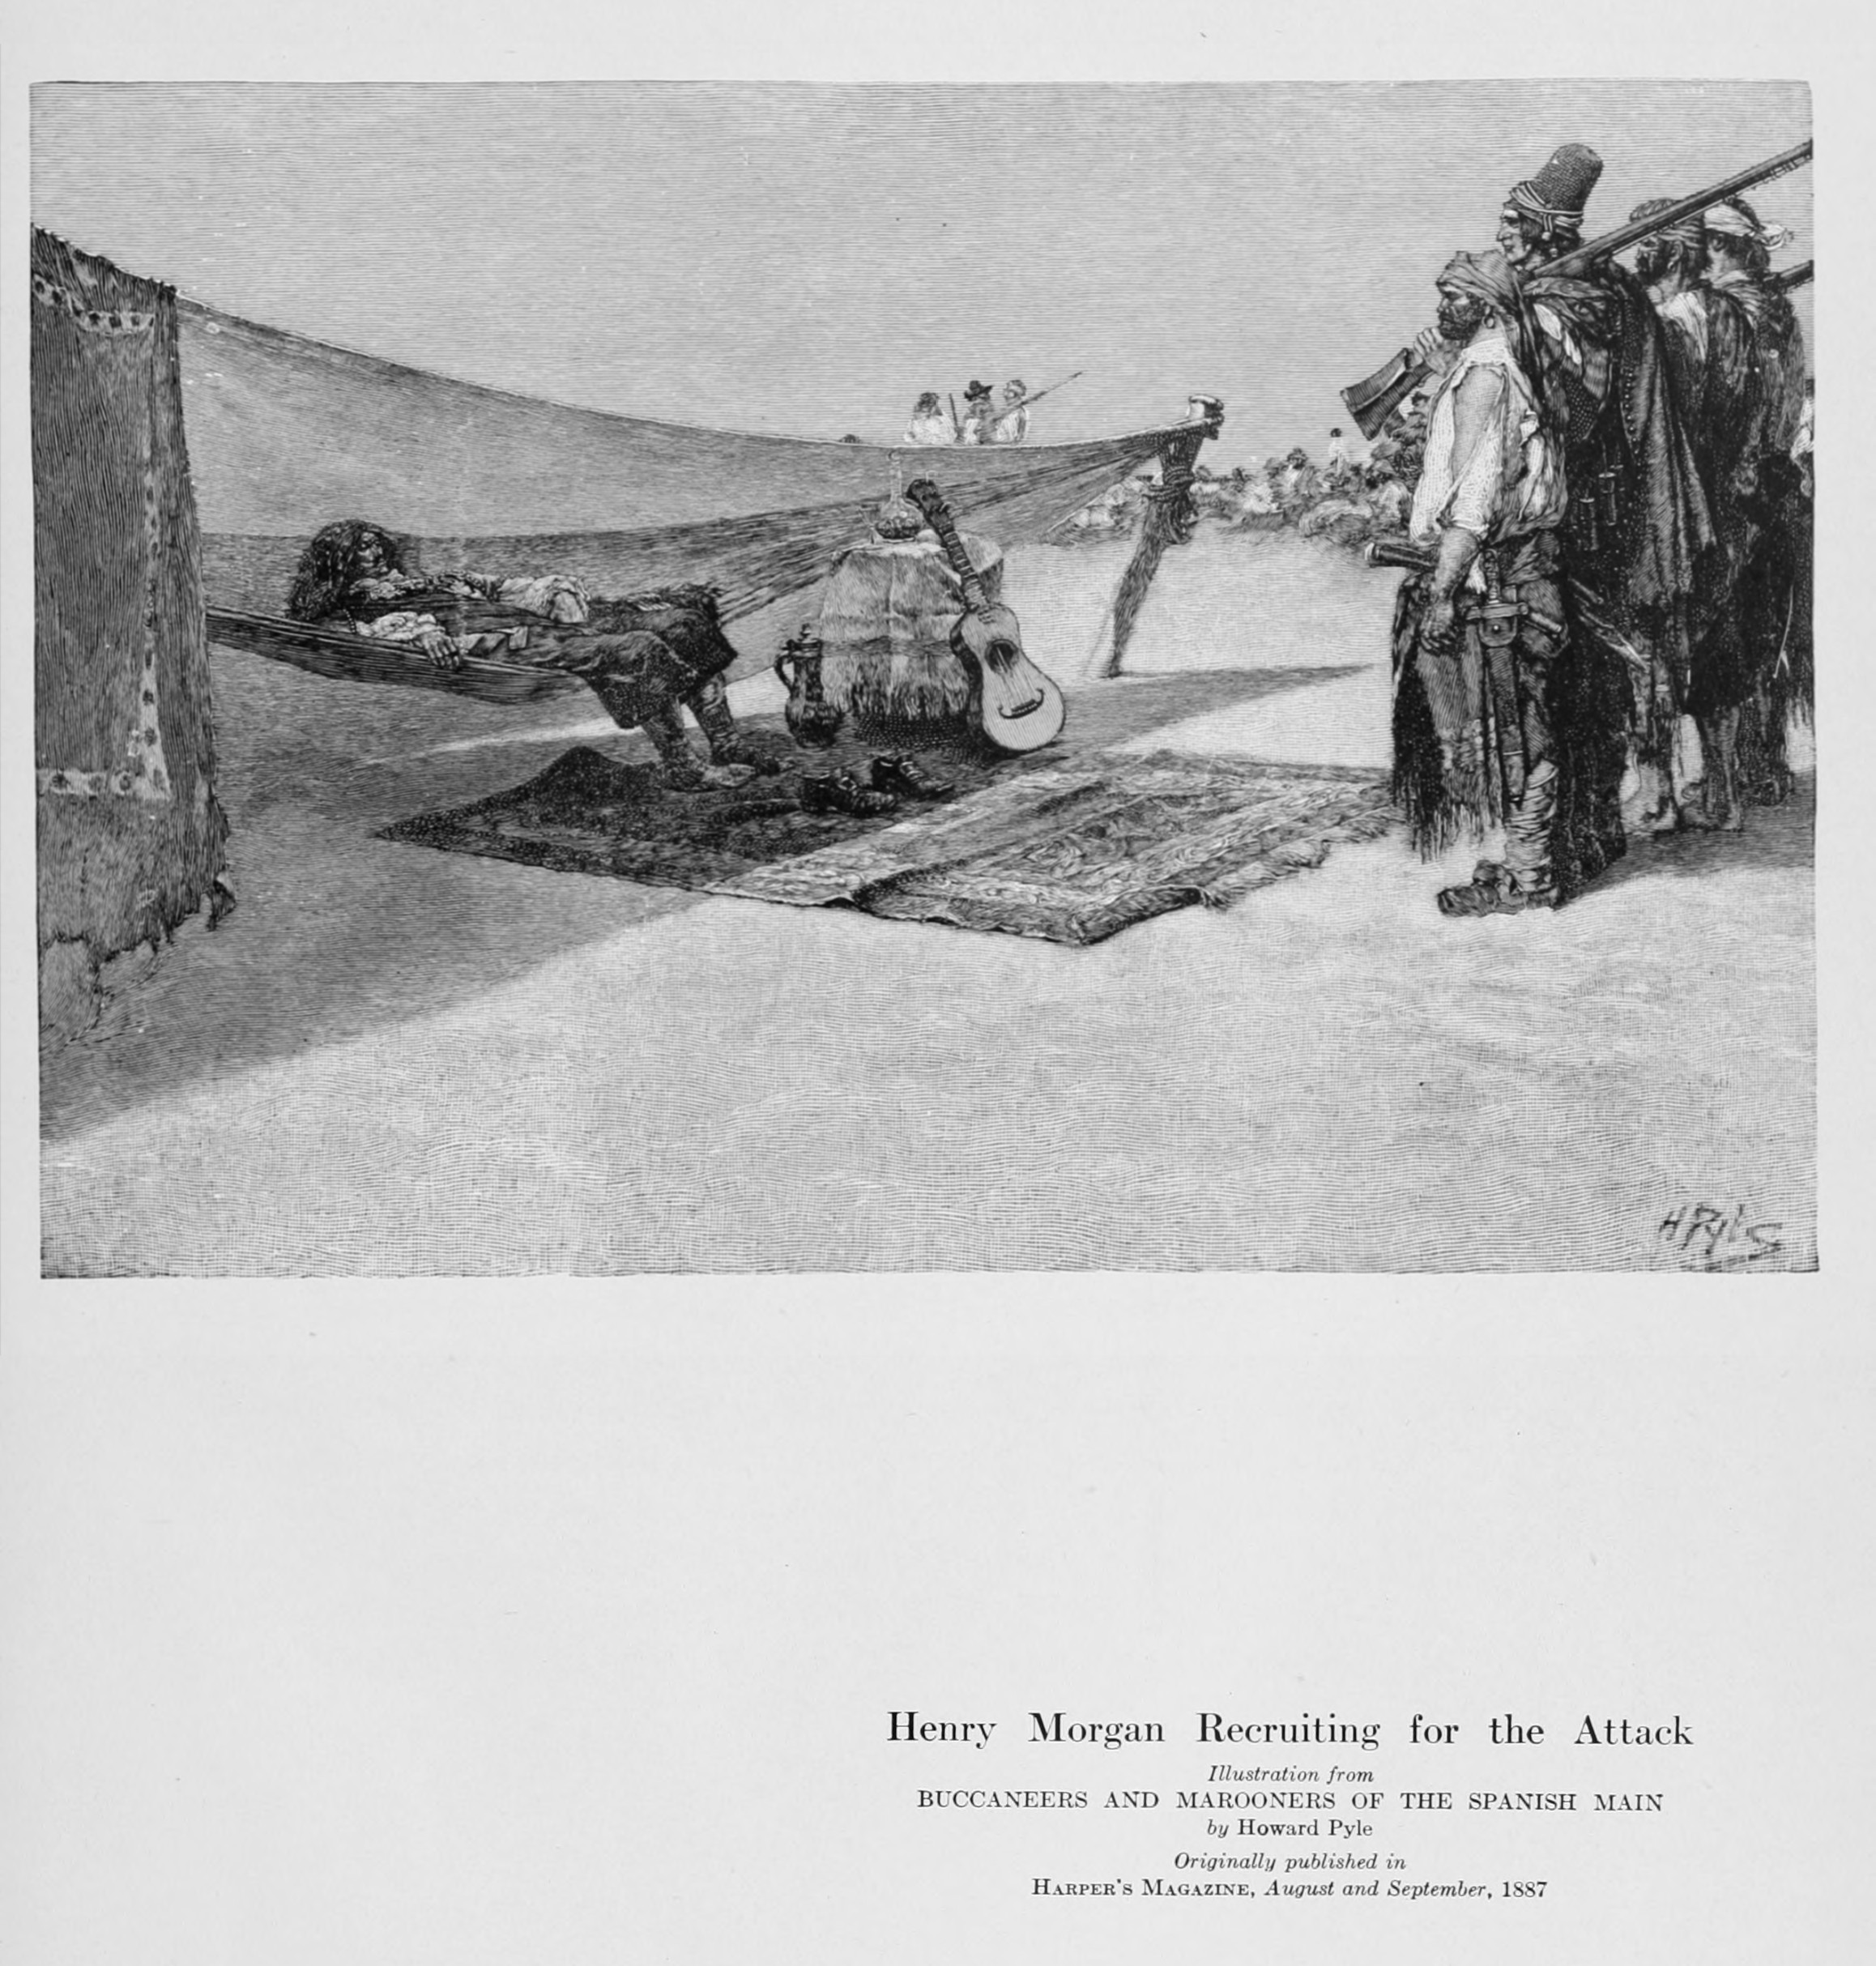 H Pyle
Henry Morgan Recruiting for the Attack
Illustration from
BUCCANEERS AND MAROONERS OF THE SPANISH MAIN
by Howard Pyle
Originally published in
HARPER'S MAGAZINE, August and September, 1887